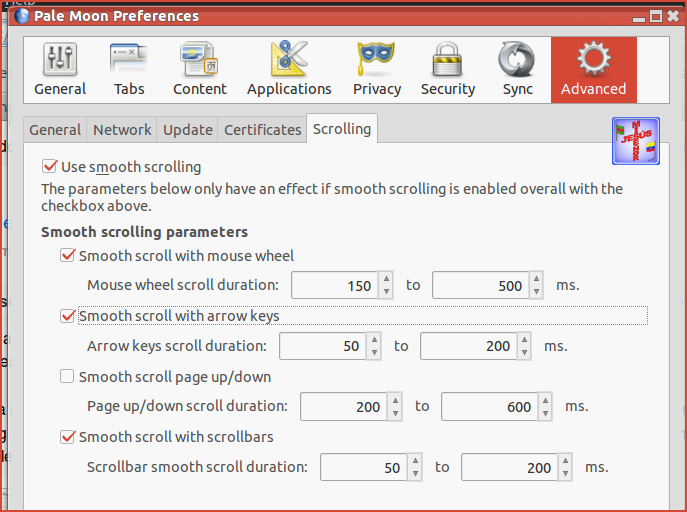 Pale Moon Preferences
General Tabs Content Applications Privacy Security Sync Advanced
General Network Update Certificates Scrolling
MIRENOR
JESÚS
Use smooth scrolling
The parameters below only have an effect if smooth scrolling is enabled overall with the
checkbox above.
Smooth scrolling parameters
Smooth scroll with mouse wheel
Mouse wheel scroll duration: 150 to 500 ms.
Smooth scroll with arrow keys
Arrow keys scroll duration: 50 to 200 ms.
Smooth scroll page up/down
Page up/down scroll duration: 200 to 600 ms.
Smooth scroll with scrollbars
Scrollbar smooth scroll duration: 50 to 200 ms.